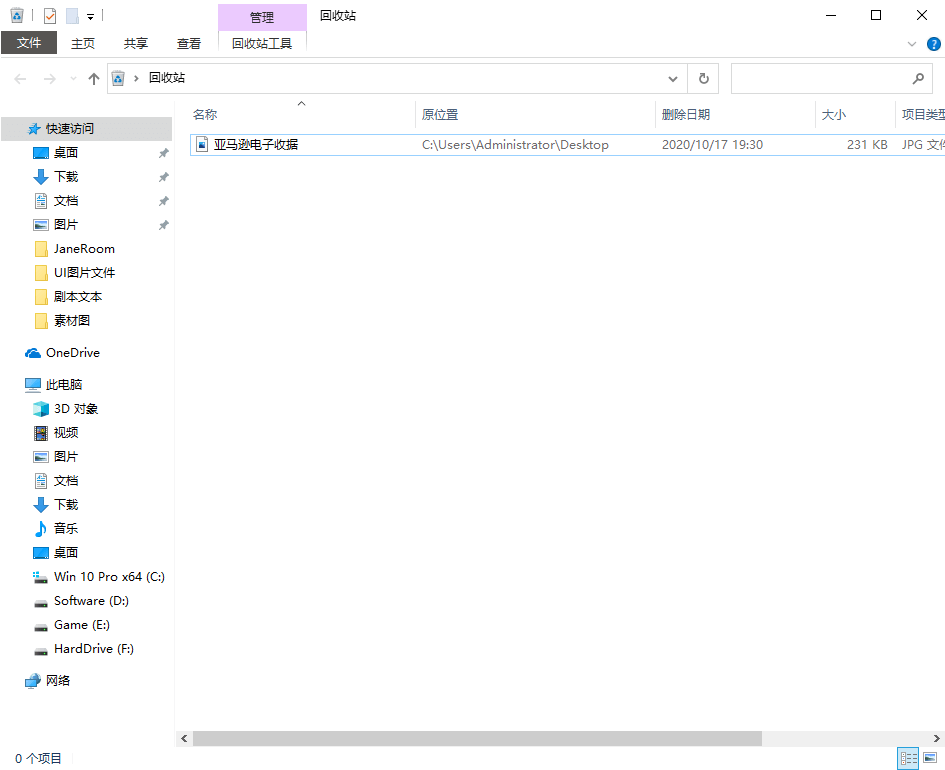 管理
回收站
文件
主页
共享
查看
回收站工具
回收站
名称
原位置
删除日期
大小
项目类型
亚马逊电子收据
C:\Users\Administrator\Desktop
2020/10/17 19:30
231 KB
JPG 文件
快速访问
桌面
下载
文档
图片
JaneRoom
UI图片文件
剧本文本
素材图
OneDrive
此电脑
3D 对象
视频
图片
文档
下载
音乐
桌面
Win 10 Pro x64 (C:)
Software (D:)
Game (E:)
HardDrive (F:)
网络
0 个项目